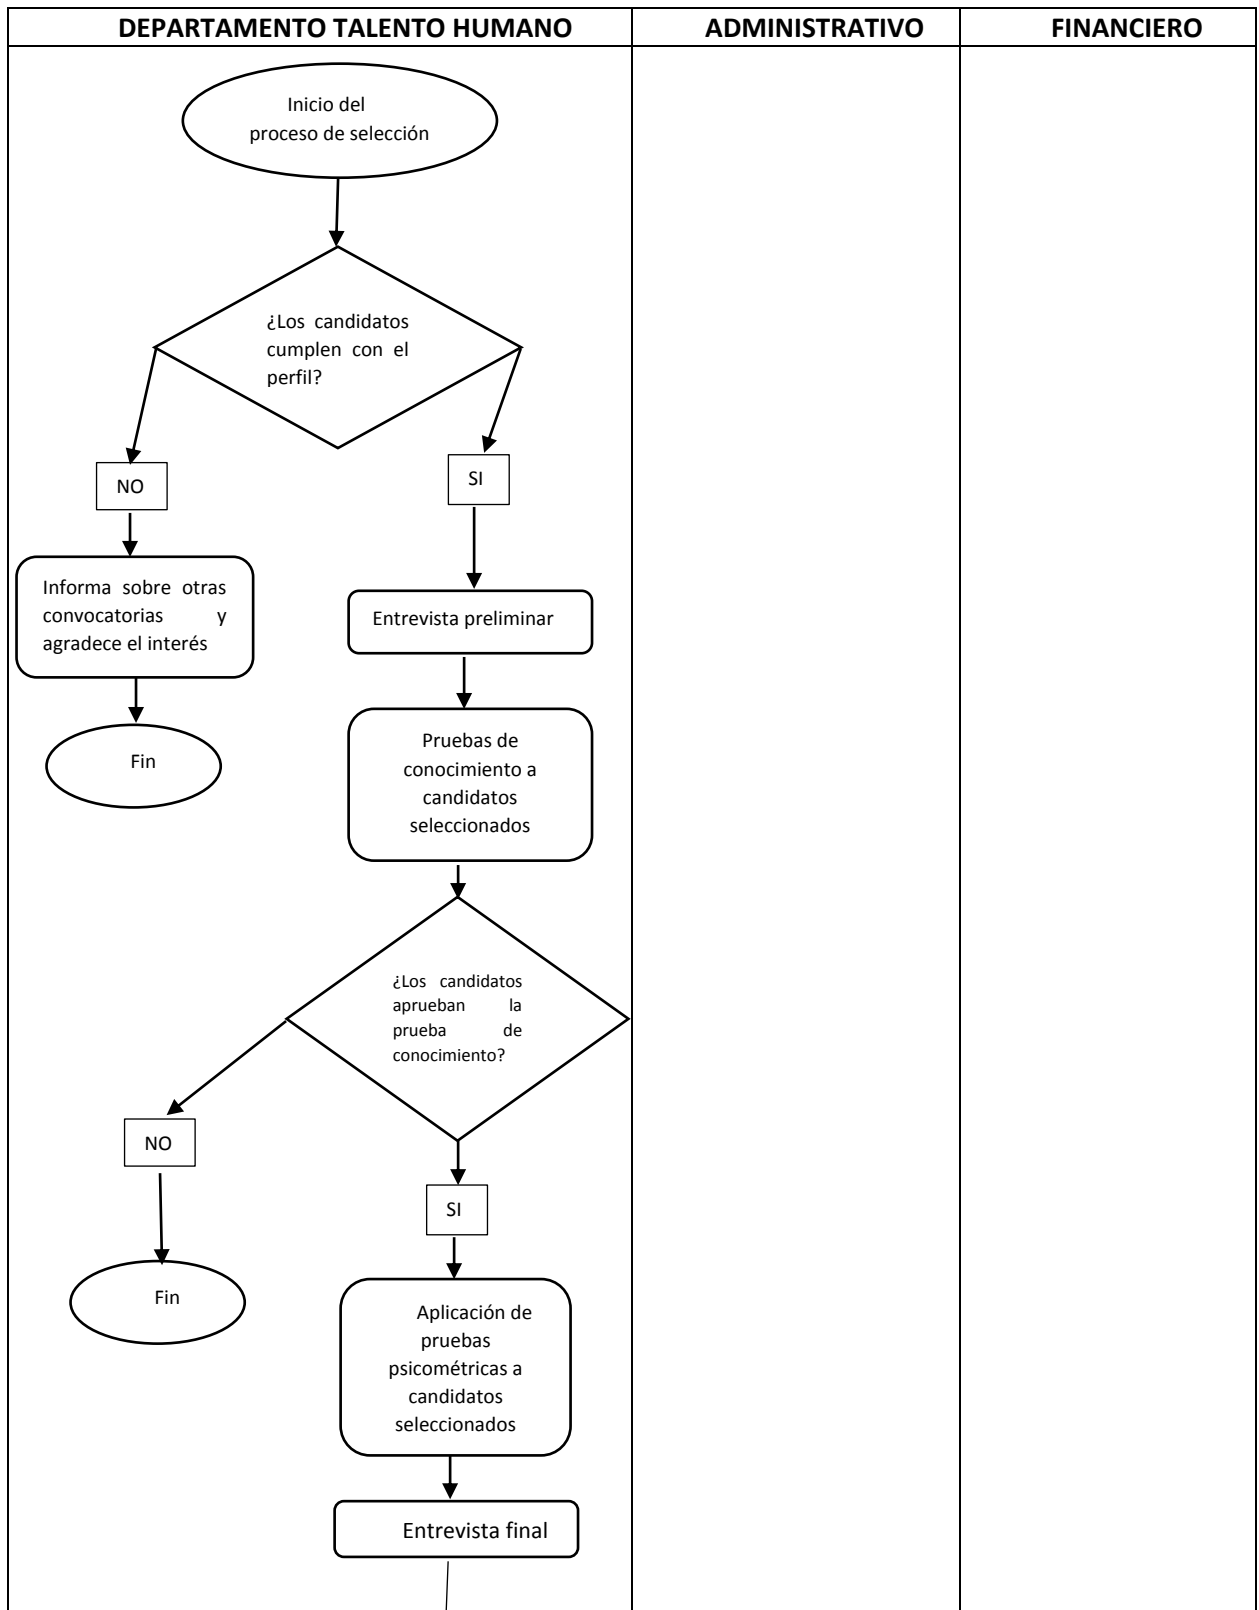 DEPARTAMENTO TALENTO HUMANO
ADMINISTRATIVO
FINANCIERO
Inicio del
proceso de selección
¿Los candidatos
cumplen con el
perfil?
NO
SI
Informa sobre otras
convocatorias y
agradece el interés
Entrevista preliminar
Fin
Pruebas de
conocimiento a
candidatos
seleccionados
¿Los candidatos
aprueban la
prueba de
conocimiento?
NO
SI
Fin
Aplicación de
pruebas
psicométricas a
candidatos
seleccionados
Entrevista final